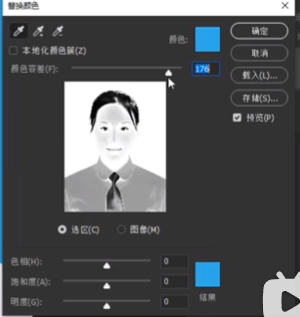 替换颜色
颜色:
确定
取消
本地化颜色簇(Z)
颜色容差(F):
176
载入(L)...
存储(S)...
预览(P)
选区(C)
图像(M)
色相(H):
0
饱和度(A):
0
明度(G):
0
结果